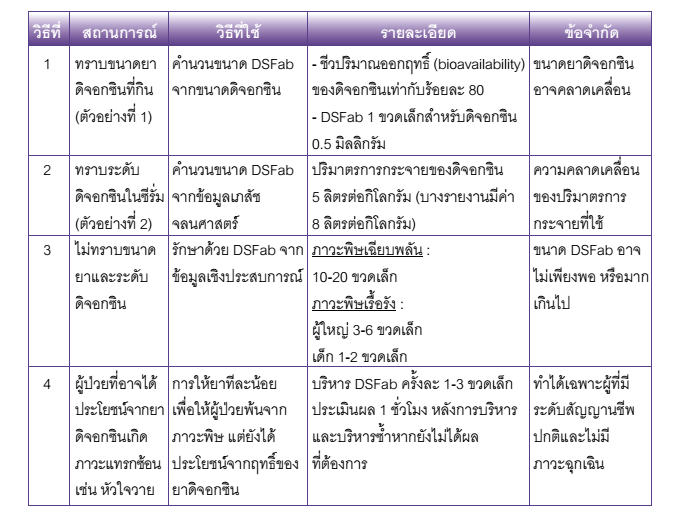 วิธีที่ สถานการณ์ วิธีที่ใช้ รายละเอียด ข้อจำกัด
1 ทราบขนาดยา คำนวนขนาด DSFab - ชีวปริมาณออกฤทธิ์ (bioavailability) ขนาดยาดิจอกซิน
ดิจอกซินที่กิน จากขนาดดิจอกซิน ของดิจอกซินเท่ากับร้อยละ 80 อาจคลาดเคลื่อน
(ตัวอย่างที่ 1) - DSFab 1 ขวดเล็กสำหรับดิจอกซิน
0.5 มิลลิกรัม
2 ทราบระดับ คำนวนขนาด DSFab ปริมาตรการกระจายของดิจอกซิน ความคลาดเคลื่อน
ดิจอกซินในซีรั่ม จากข้อมูลเภสัช 5 ลิตรต่อกิโลกรัม (บางรายงานมีค่า ของปริมาตรการ
(ตัวอย่างที่ 2) จลนศาสตร์ 8 ลิตรต่อกิโลกรัม) กระจายที่ใช้
3 ไม่ทราบขนาด รักษาด้วย DSFab จาก ภาวะพิษเฉียบพลัน : ขนาด DSFab อาจ
ยาและระดับ ข้อมูลเชิงประสบการณ์ 10-20 ขวดเล็ก ไม่เพียงพอ หรือมาก
ดิจอกซิน ภาวะพิษเรื้อรัง : เกินไป
ผู้ใหญ่ 3-6 ขวดเล็ก
เด็ก 1-2 ขวดเล็ก
4 ผู้ป่วยที่อาจได้ การให้ยาทีละน้อย บริหาร DSFab ครั้งละ 1-3 ขวดเล็ก ทำได้เฉพาะผู้ที่มี
ประโยชน์จากยา เพื่อให้ผู้ป่วยพ้นจาก ประเมินผล 1 ชั่วโมง หลังการบริหาร ระดับสัญญานชีพ
ดิจอกซินเกิด ภาวะพิษ แต่ยังได้ และบริหารซ้ำหากยังไม่ได้ผล ปกติและไม่มี
ภาวะแทรกซ้อน ประโยชน์จากฤทธิ์ของ ที่ต้องการ ภาวะฉุกเฉิน
เช่น หัวใจวาย ยาดิจอกซิน